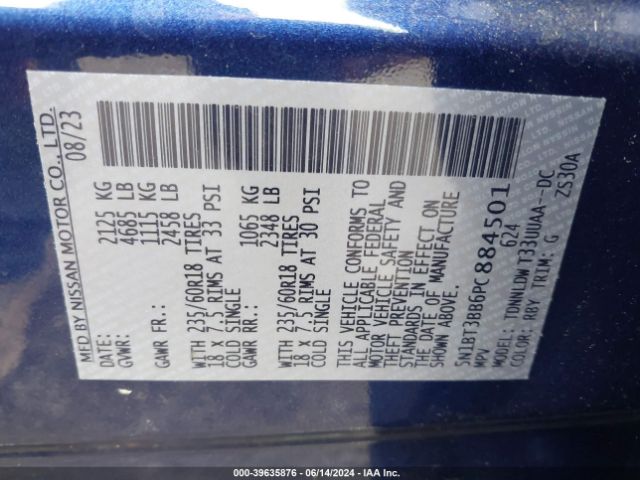 MFD BY NISSAN MOTOR CO., LTD.
DATE: 08/23
GVWR: 2125 KG
4685 LB
GAWR FR.: 1115 KG
2458 LB
WITH 235/60R18 TIRES
18 X 7.5 RIMS AT 33 PSI
COLD SINGLE
GAWR RR.: 1065 KG
2348 LB
WITH 235/60R18 TIRES
18 X 7.5 RIMS AT 30 PSI
COLD SINGLE
THIS VEHICLE CONFORMS TO
ALL APPLICABLE FEDERAL
MOTOR VEHICLE SAFETY AND
THEFT PREVENTION
STANDARDS IN EFFECT ON
THE DATE OF MANUFACTURE
SHOWN ABOVE.
5N1BT3BB6PC884501
MPV 624
MODEL: TDNNLDW T33UUAA--DC
COLOR: RBY TRIM: G ZS30A
000-39635876 - 06/14/2024 - IAA Inc.